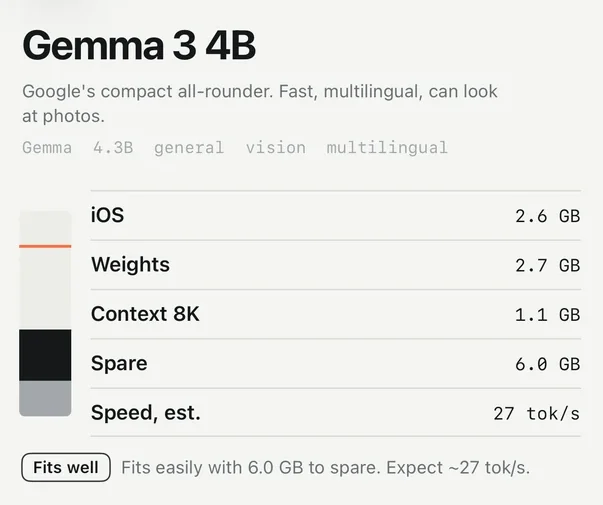 Gemma 3 4B
Google's compact all-rounder. Fast, multilingual, can look
at photos.
Gemma 4.3B general vision multilingual
iOS 2.6 GB
Weights 2.7 GB
Context 8K 1.1 GB
Spare 6.0 GB
Speed, est. 27 tok/s
Fits well Fits easily with 6.0 GB to spare. Expect ~27 tok/s.